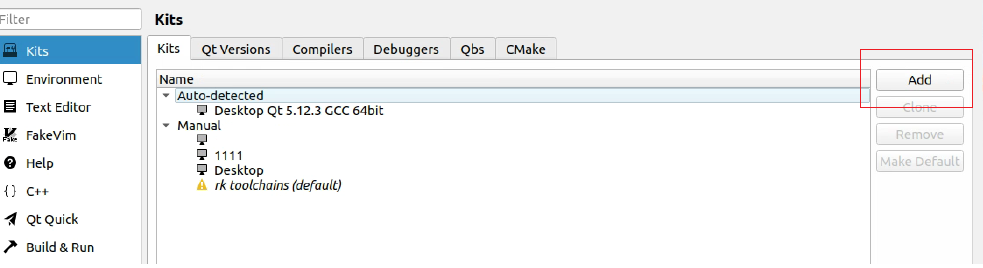 Filter
Kits
Environment
Text Editor
FakeVim
Help
{} C++
Qt Quick
Build & Run
Kits
Kits Qt Versions Compilers Debuggers Qbs CMake
Name
Auto-detected
Desktop Qt 5.12.3 GCC 64bit
Manual
1111
Desktop
rk toolchains (default)
Add
Clone
Remove
Make Default